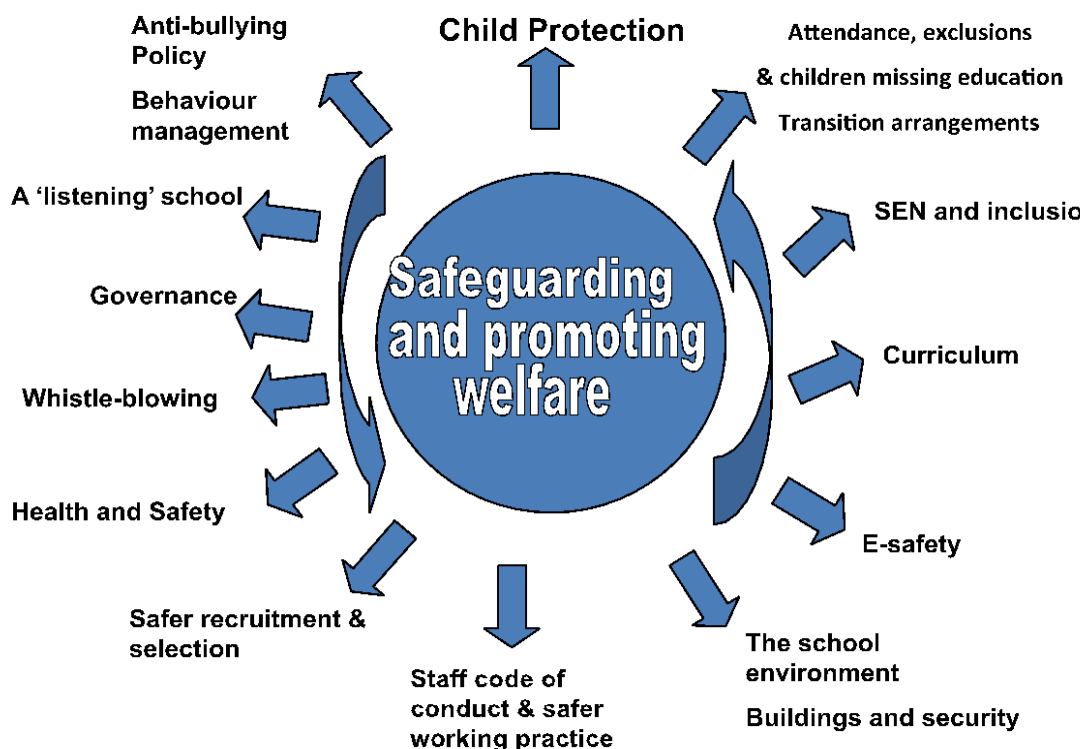 Child Protection
Anti-bullying
Policy
Behaviour
management
Attendance, exclusions
& children missing education
Transition arrangements
A ‘listening’ school
SEN and inclusio
Governance
Safeguarding
and promoting
welfare
Curriculum
Whistle-blowing
Health and Safety
E-safety
Safer recruitment &
selection
Staff code of
conduct & safer
working practice
The school
environment
Buildings and security